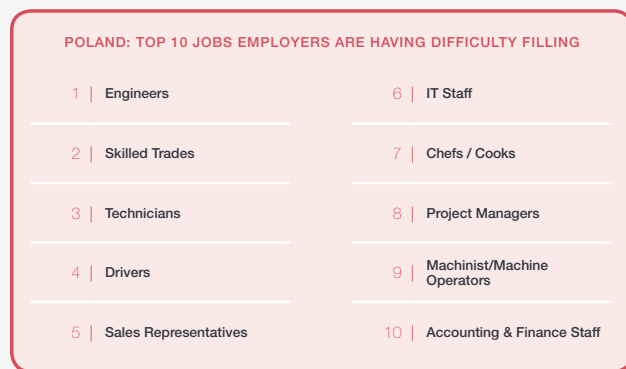 POLAND: TOP 10 JOBS EMPLOYERS ARE HAVING DIFFICULTY FILLING
1 | Engineers
2 | Skilled Trades
3 | Technicians
4 | Drivers
5 | Sales Representatives
6 | IT Staff
7 | Chefs / Cooks
8 | Project Managers
9 | Machinist/Machine
Operators
10 | Accounting & Finance Staff